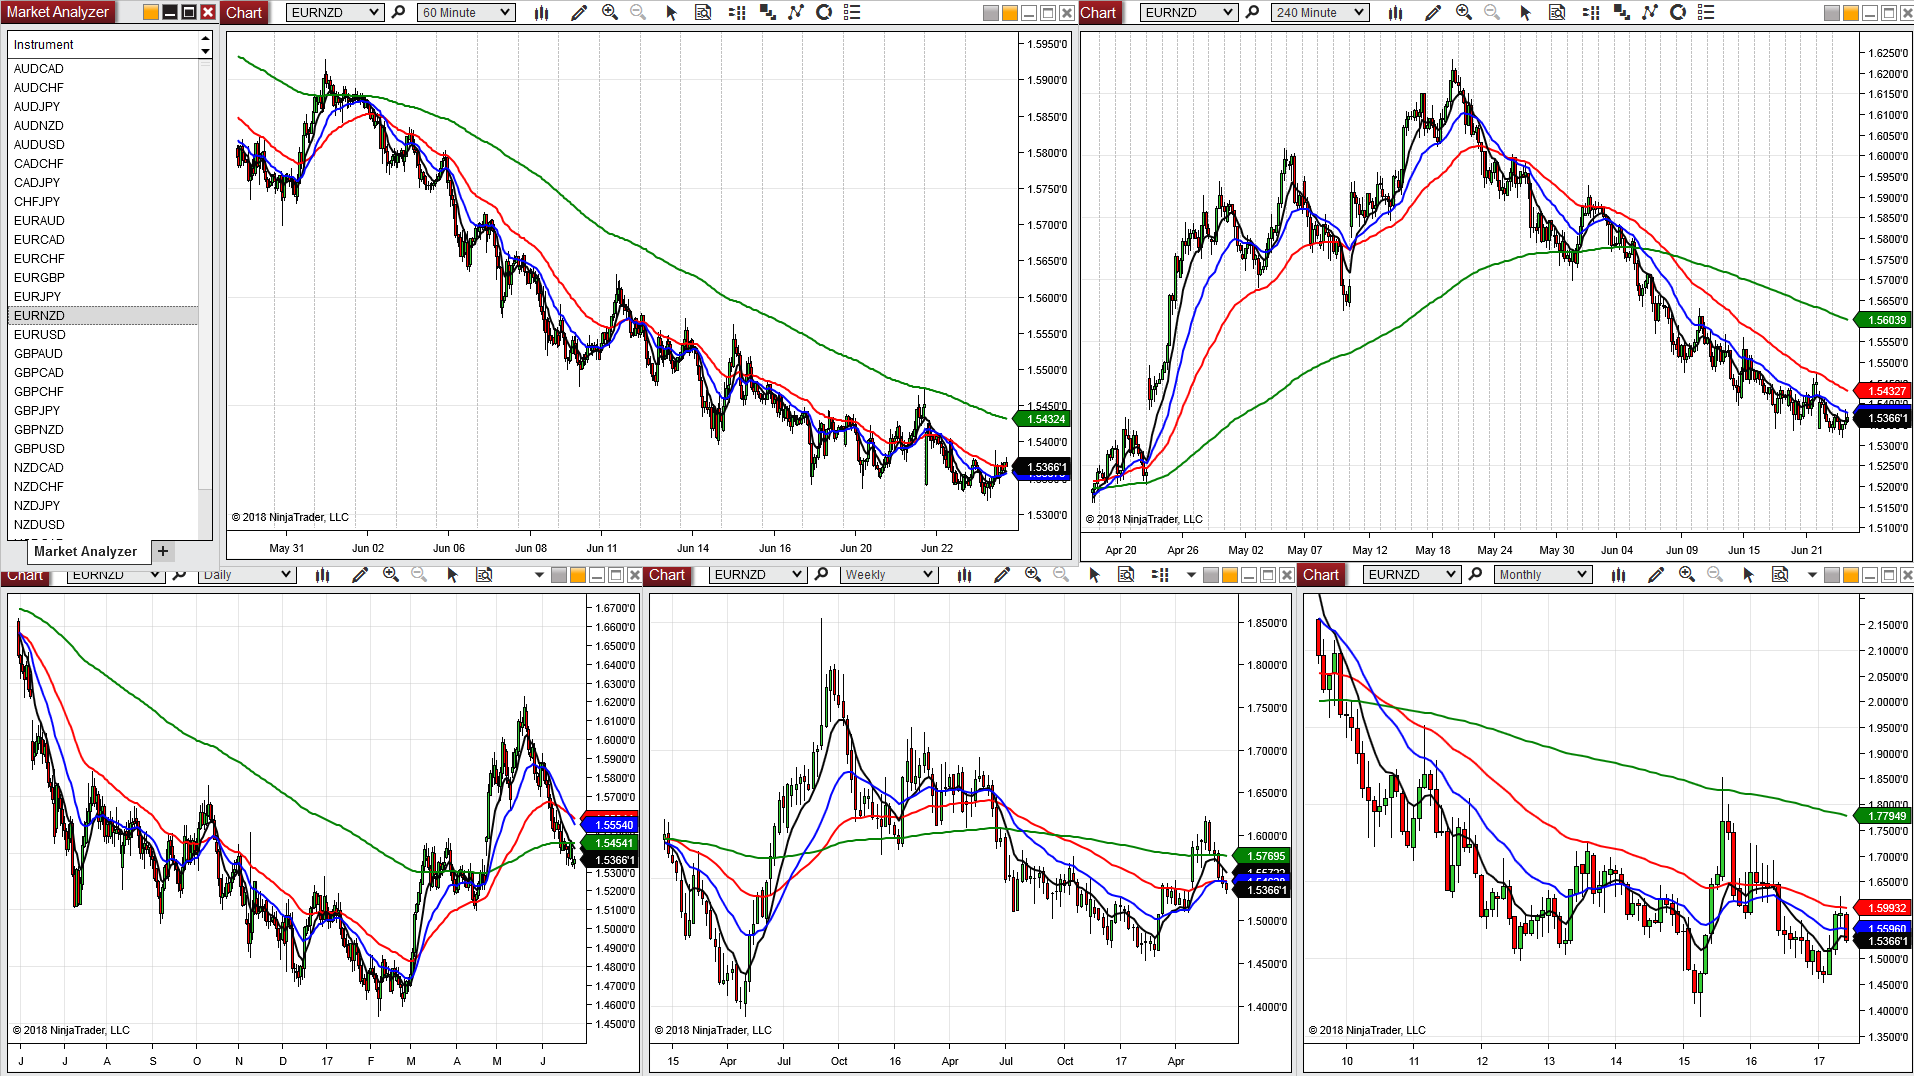 Market Analyzer
Instrument
AUDCAD
AUDCHF
AUDJPY
AUDNZD
AUDUSD
CADCHF
CADJPY
CHFJPY
EURAUD
EURCAD
EURCHF
EURGBP
EURJPY
EURNZD
EURUSD
GBPAUD
GBPCAD
GBPCHF
GBPJPY
GBPNZD
GBPUSD
NZDCAD
NZDCHF
NZDJPY
NZDUSD
Market Analyzer +
Chart EURNZD 60 Minute
1.5950'0
1.5900'0
1.5850'0
1.5800'0
1.5750'0
1.5700'0
1.5650'0
1.5600'0
1.5550'0
1.5500'0
1.5450'0
1.54324
1.5400'0
1.5366'1
1.5300'0
© 2018 NinjaTrader, LLC
May 31 Jun 02 Jun 06 Jun 08 Jun 11 Jun 14 Jun 16 Jun 20 Jun 22
Chart EURNZD 240 Minute
1.6250'0
1.6200'0
1.6150'0
1.6100'0
1.6050'0
1.6000'0
1.5950'0
1.5900'0
1.5850'0
1.5800'0
1.5750'0
1.5700'0
1.5650'0
1.56039
1.5550'0
1.5500'0
1.54327
1.5366'1
1.5300'0
1.5250'0
1.5200'0
1.5150'0
1.5100'0
© 2018 NinjaTrader, LLC
Apr 20 Apr 26 May 02 May 07 May 12 May 18 May 24 May 30 Jun 04 Jun 09 Jun 15 Jun 21
Chart EURNZD Daily
1.6700'0
1.6600'0
1.6500'0
1.6400'0
1.6300'0
1.6200'0
1.6100'0
1.6000'0
1.5900'0
1.5800'0
1.5700'0
1.55540
1.54541
1.5366'1
1.5300'0
1.5200'0
1.5100'0
1.5000'0
1.4900'0
1.4800'0
1.4700'0
1.4600'0
1.4500'0
© 2018 NinjaTrader, LLC
J J A S O N D 17 F M A M J
Chart EURNZD Weekly
1.8500'0
1.8000'0
1.7500'0
1.7000'0
1.6500'0
1.6000'0
1.57695
1.5366'1
1.5000'0
1.4500'0
1.4000'0
© 2018 NinjaTrader, LLC
15 Apr Jul Oct 16 Apr Jul Oct 17 Apr
Chart EURNZD Monthly
2.1500'0
2.1000'0
2.0500'0
2.0000'0
1.9500'0
1.9000'0
1.8500'0
1.8000'0
1.77949
1.7500'0
1.7000'0
1.6500'0
1.59932
1.55960
1.5366'1
1.5000'0
1.4500'0
1.4000'0
1.3500'0
© 2018 NinjaTrader, LLC
10 11 12 13 14 15 16 17